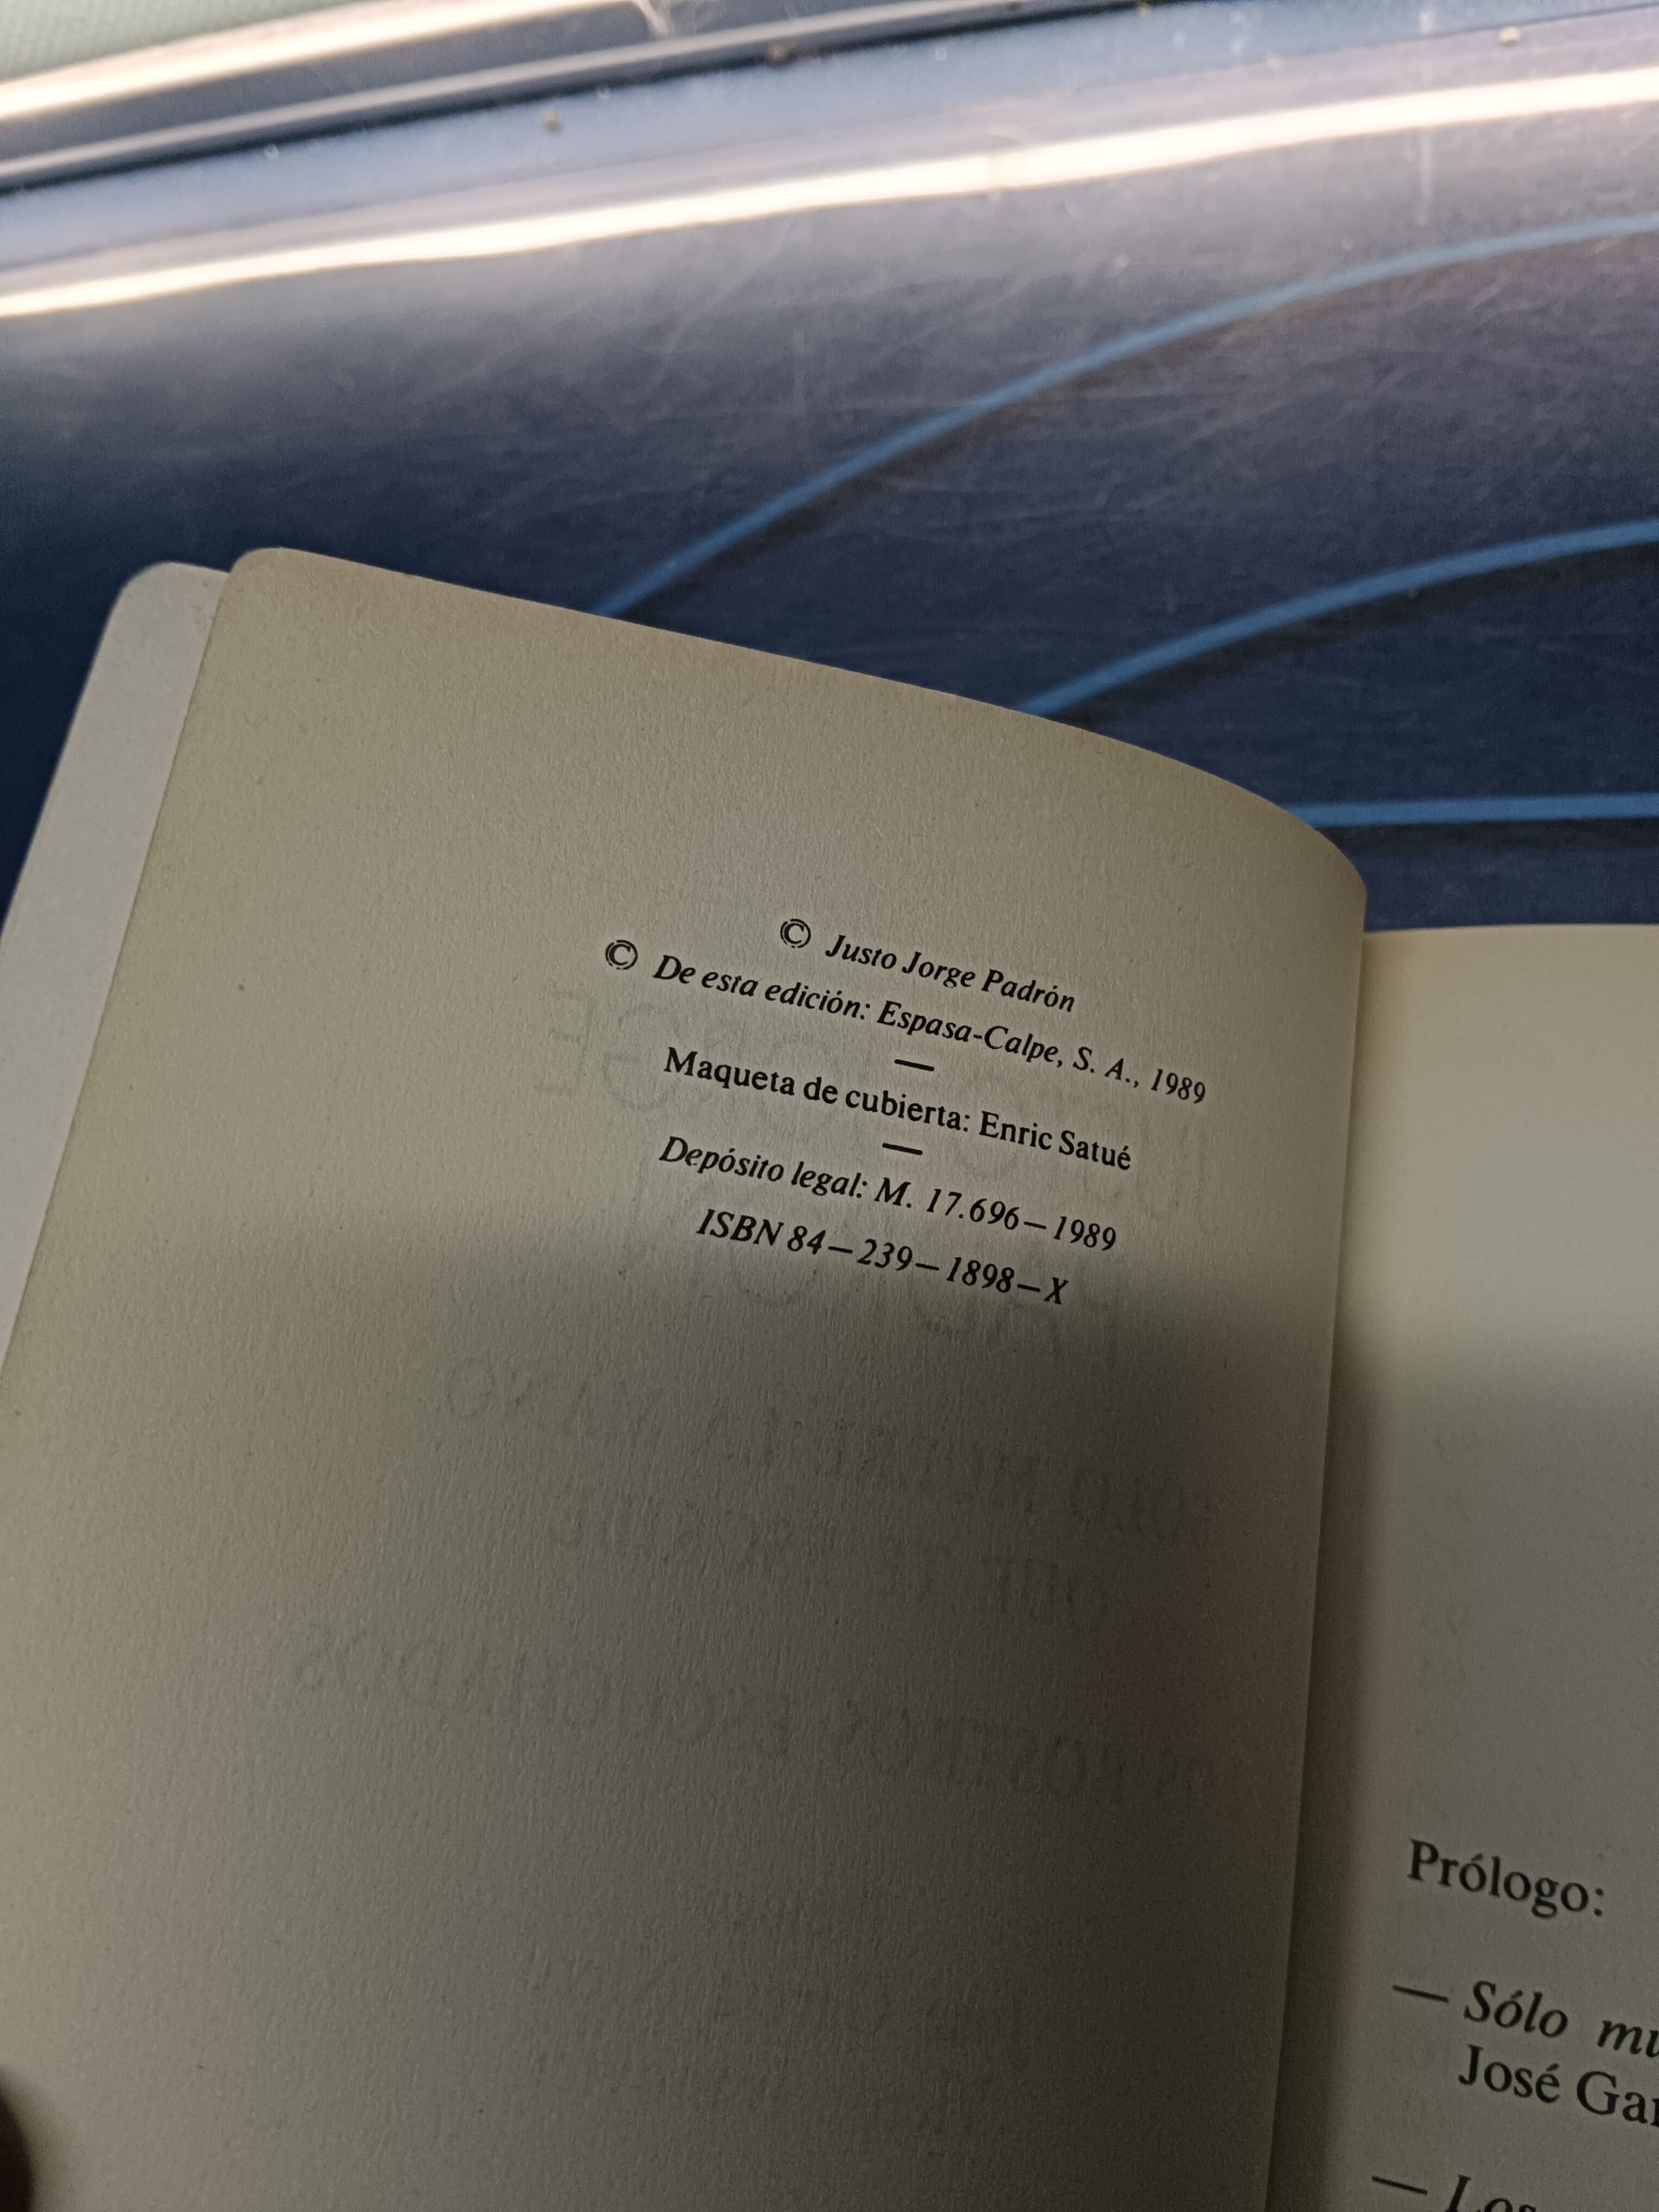 © Justo Jorge Padrón
© De esta edición: Espasa-Calpe, S. A., 1989
—
Maqueta de cubierta: Enric Satué
—
Depósito legal: M. 17.696—1989
ISBN 84—239—1898—X
Prólogo:
— Sólo
José
— Los